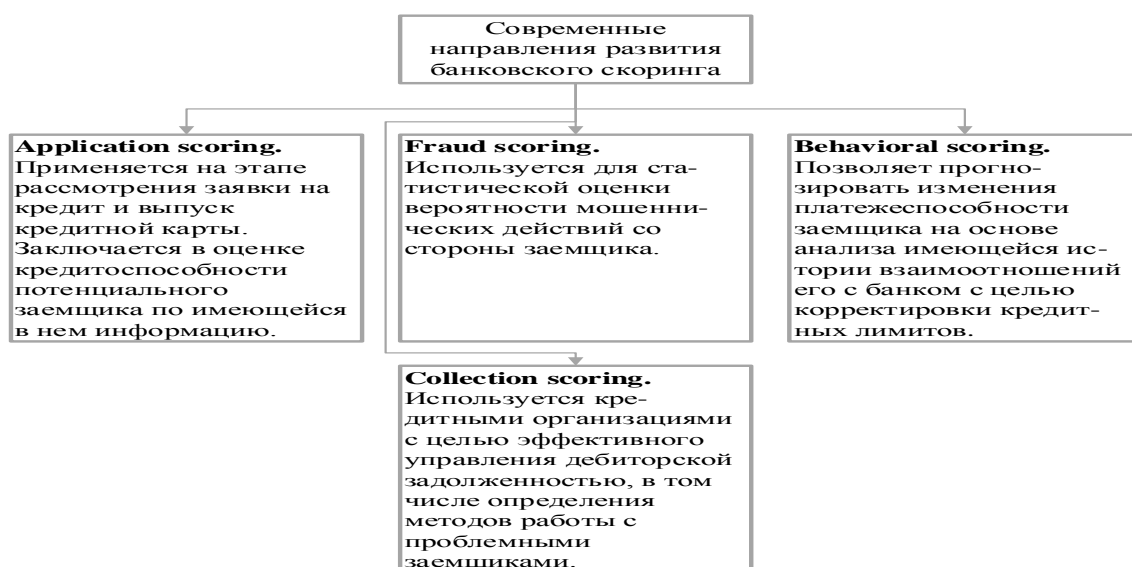 Современные
направления развития
банковского скоринга
Application scoring.
Применяется на этапе
рассмотрения заявки на
кредит и выпуск
кредитной карты.
Заключается в оценке
кредитоспособности
потенциального
заемщика по имеющейся
в нем информацию.
Fraud scoring.
Используется для ста-
тистической оценки
вероятности мошенни-
ческих действий со
стороны заемщика.
Behavioral scoring.
Позволяет прогно-
зировать изменения
платежеспособности
заемщика на основе
анализа имеющейся ис-
тории взаимоотношений
его с банком с целью
корректировки кредит-
ных лимитов.
Collection scoring.
Используется кре-
дитными организациями
с целью эффективного
управления дебиторской
задолженностью, в том
числе определения
методов работы с
проблемными
заемщиками.